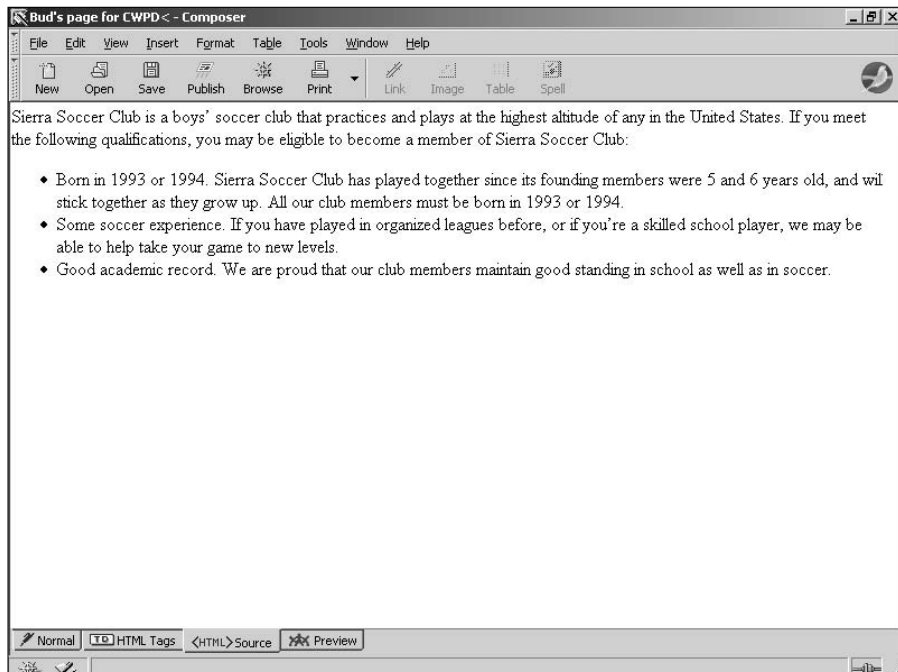 Bud's page for CWPD< - Composer
File Edit View Insert Format Table Tools Window Help
New Open Save Publish Browse Print Link Image Table Spell
Sierra Soccer Club is a boys' soccer club that practices and plays at the highest altitude of any in the United States. If you meet
the following qualifications, you may be eligible to become a member of Sierra Soccer Club:
• Born in 1993 or 1994. Sierra Soccer Club has played together since its founding members were 5 and 6 years old, and will
stick together as they grow up. All our club members must be born in 1993 or 1994.
• Some soccer experience. If you have played in organized leagues before, or if you're a skilled school player, we may be
able to help take your game to new levels.
• Good academic record. We are proud that our club members maintain good standing in school as well as in soccer.
Normal TD HTML Tags <HTML> Source Preview